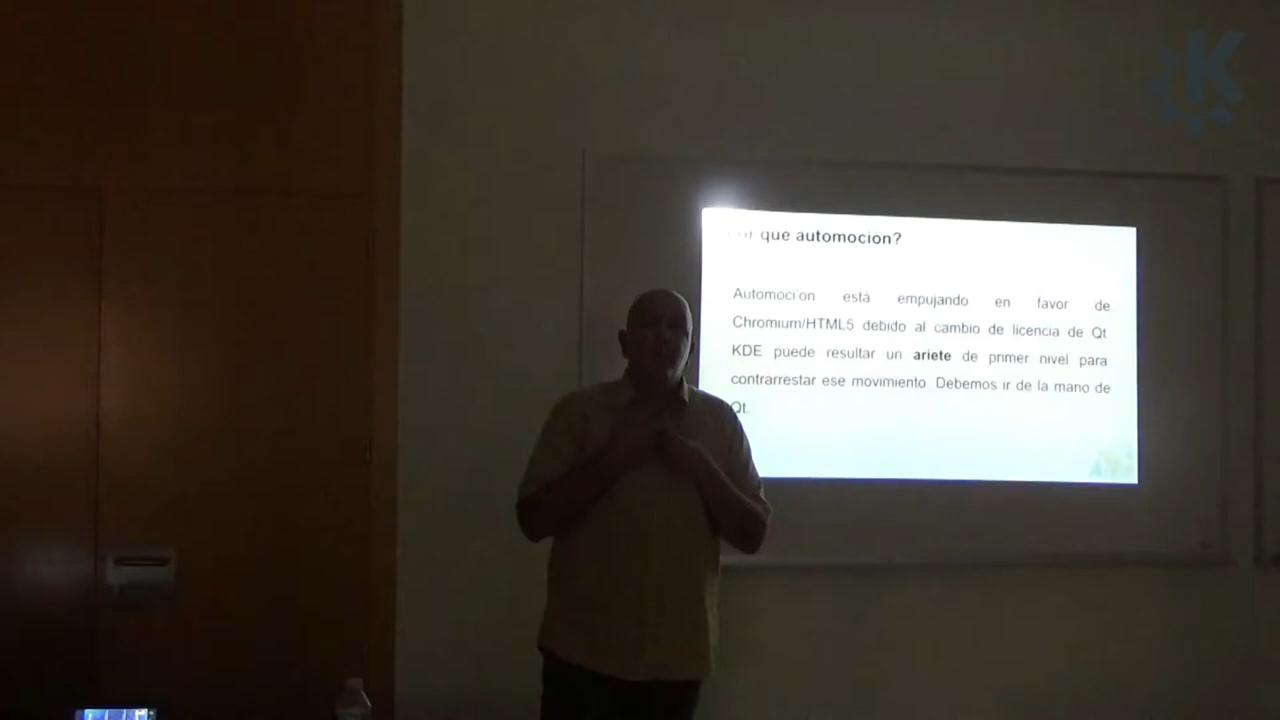 Por que automocion?
Automoci'on está empujando en favor de
Chromium/HTML5 debido al cambio de licencia de Qt
KDE puede resultar un ariete de primer nivel para
contrarrestar ese movimiento. Debemos ir de la mano de
Qt.
K